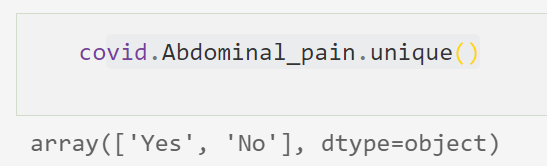 covid.Abdominal_pain.unique()
array(['Yes', 'No'], dtype=object)